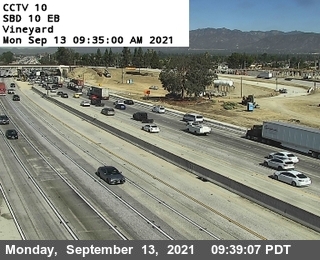 CCTV 10
SBD 10 EB
Vineyard
Mon Sep 13 09:35:00 AM 2021
Monday, September 13, 2021 09:39:07 PDT